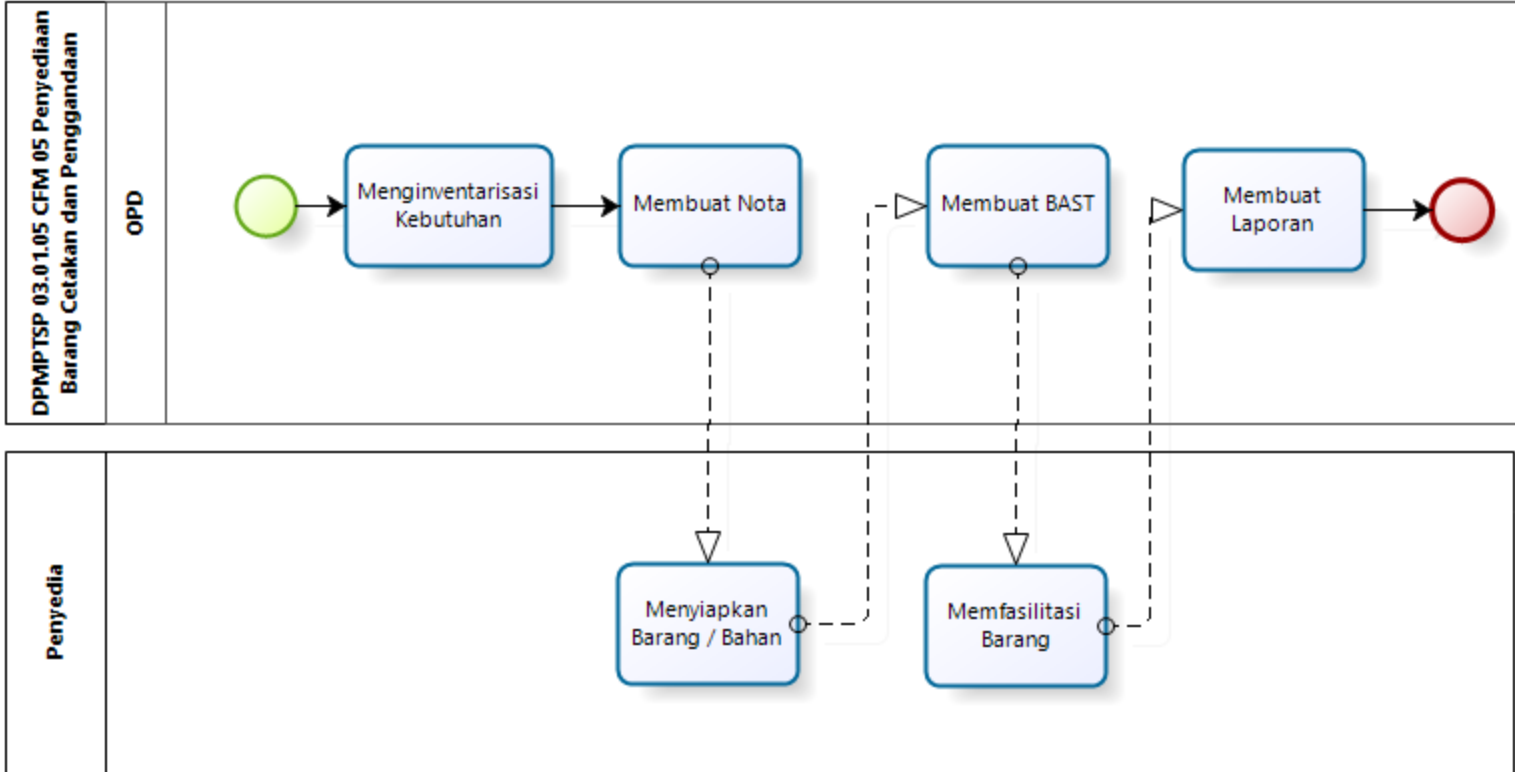 DPMPTSP 03.01.05 CFM 05 Penyediaan
Barang Cetakan dan Penggandaan
OPD
Menginventarisasi
Kebutuhan
Membuat Nota
Membuat BAST
Membuat
Laporan
Penyedia
Menyiapkan
Barang / Bahan
Memfasilitasi
Barang